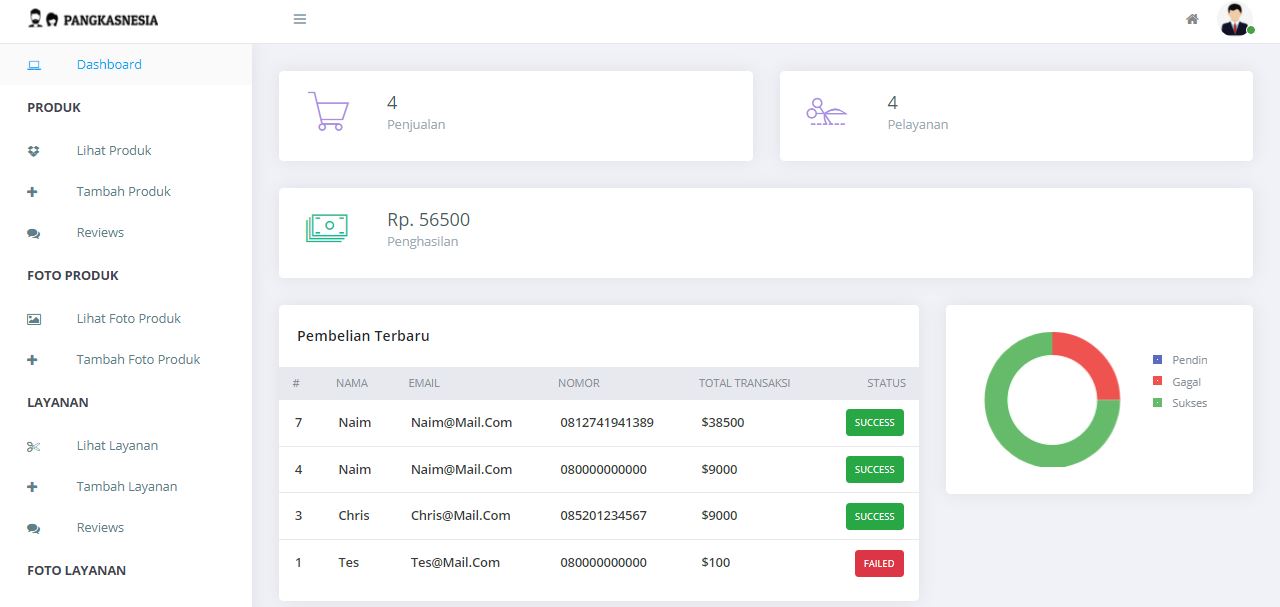 PANGKASNESIA
Dashboard
PRODUK
Lihat Produk
Tambah Produk
Reviews
FOTO PRODUK
Lihat Foto Produk
Tambah Foto Produk
LAYANAN
Lihat Layanan
Tambah Layanan
Reviews
FOTO LAYANAN
4
Penjualan
4
Pelayanan
Rp. 56500
Penghasilan
Pembelian Terbaru
# NAMA EMAIL NOMOR TOTAL TRANSAKSI STATUS
7 Naim Naim@Mail.Com 0812741941389 $38500 SUCCESS
4 Naim Naim@Mail.Com 080000000000 $9000 SUCCESS
3 Chris Chris@Mail.Com 085201234567 $9000 SUCCESS
1 Tes Tes@Mail.Com 080000000000 $100 FAILED
Pendin
Gagal
Sukses